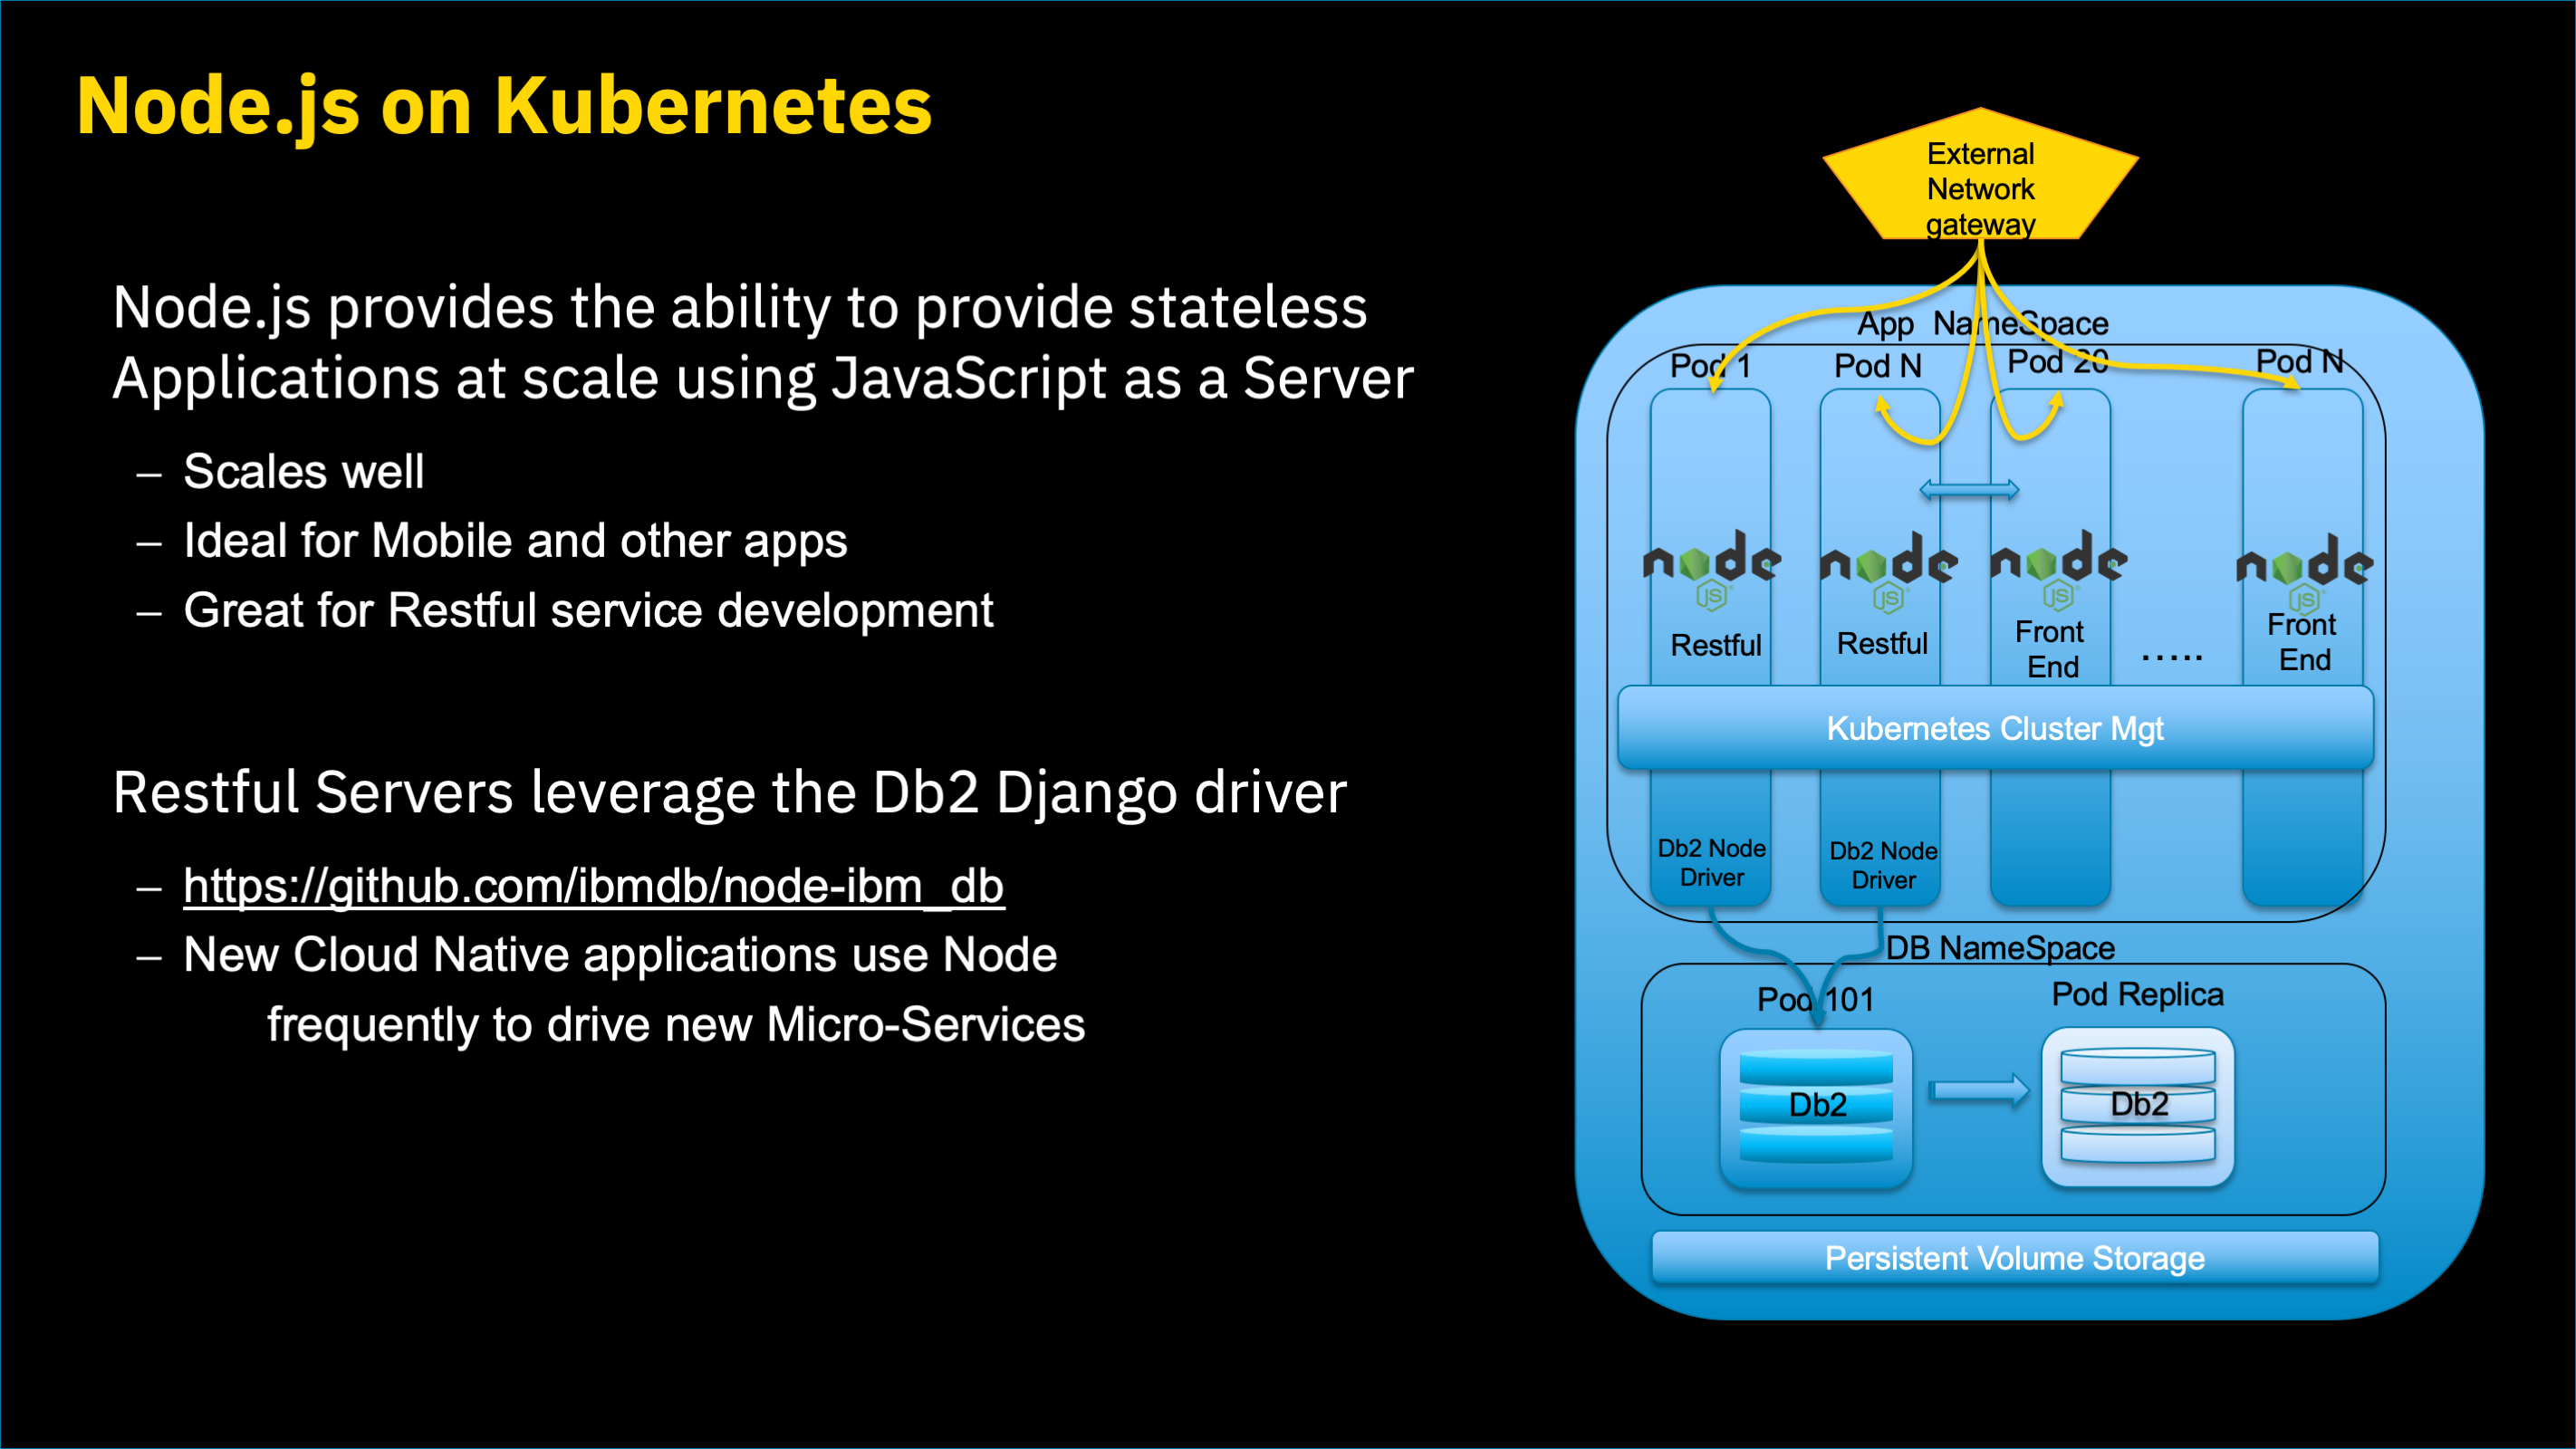 Node.js on Kubernetes
Node.js provides the ability to provide stateless
Applications at scale using JavaScript as a Server
– Scales well
– Ideal for Mobile and other apps
– Great for Restful service development
Restful Servers leverage the Db2 Django driver
– https://github.com/ibmdb/node-ibm_db
– New Cloud Native applications use Node
frequently to drive new Micro-Services
External
Network
gateway
App NameSpace
Pod 1
Pod N
Pod 20
Pod N
node
JS
node
JS
node
JS
node
JS
Restful
Restful
Front
End
.....
Front
End
Kubernetes Cluster Mgt
Db2 Node
Driver
Db2 Node
Driver
DB NameSpace
Pod 101
Pod Replica
Db2
Db2
Persistent Volume Storage